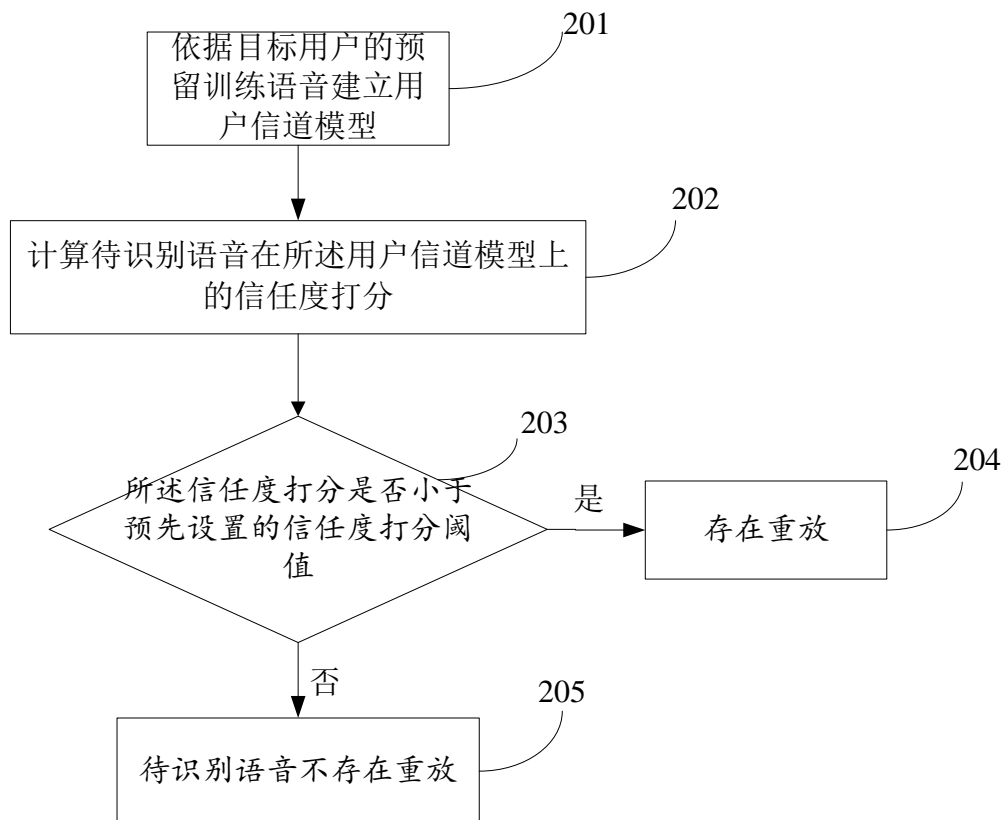 201
依据目标用户的预
留训练语音建立用
户信道模型
202
计算待识别语音在所述用户信道模型上
的信任度打分
203
所述信任度打分是否小于
预先设置的信任度打分阈
值
是
204
存在重放
否
205
待识别语音不存在重放